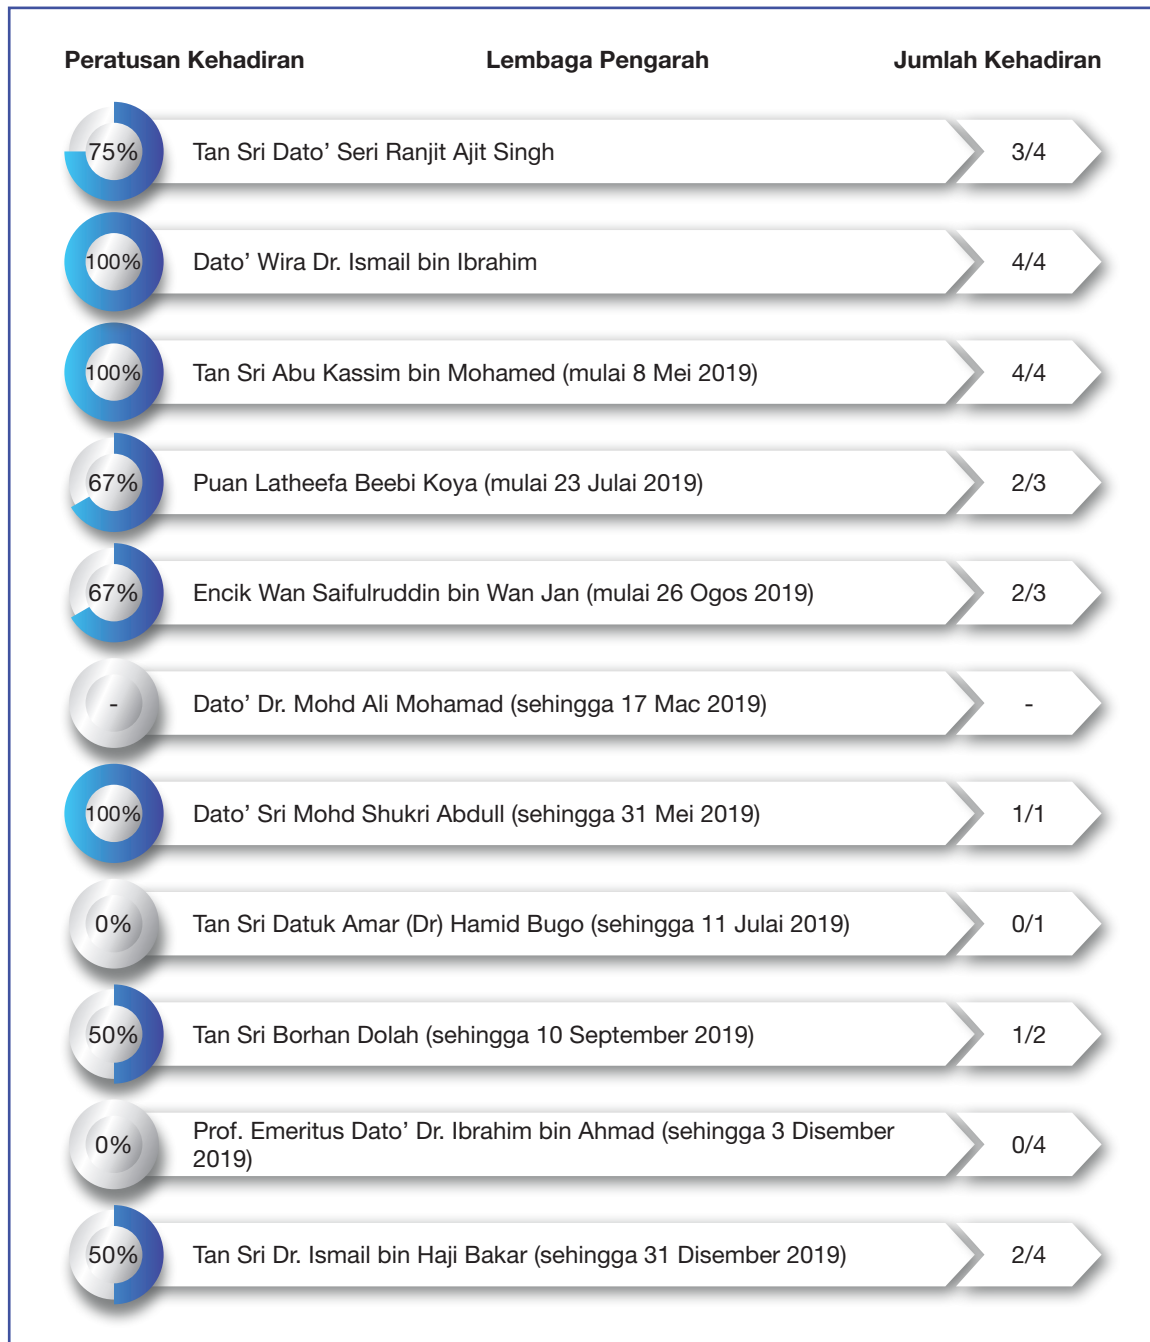 Peratusan Kehadiran Lembaga Pengarah Jumlah Kehadiran
75% Tan Sri Dato’ Seri Ranjit Ajit Singh 3/4
100% Dato’ Wira Dr. Ismail bin Ibrahim 4/4
100% Tan Sri Abu Kassim bin Mohamed (mulai 8 Mei 2019) 4/4
67% Puan Latheefa Beebi Koya (mulai 23 Julai 2019) 2/3
67% Encik Wan Saifulruddin bin Wan Jan (mulai 26 Ogos 2019) 2/3
- Dato’ Dr. Mohd Ali Mohamad (sehingga 17 Mac 2019) -
100% Dato’ Sri Mohd Shukri Abdull (sehingga 31 Mei 2019) 1/1
0% Tan Sri Datuk Amar (Dr) Hamid Bugo (sehingga 11 Julai 2019) 0/1
50% Tan Sri Borhan Dolah (sehingga 10 September 2019) 1/2
0% Prof. Emeritus Dato’ Dr. Ibrahim bin Ahmad (sehingga 3 Disember
2019) 0/4
50% Tan Sri Dr. Ismail bin Haji Bakar (sehingga 31 Disember 2019) 2/4